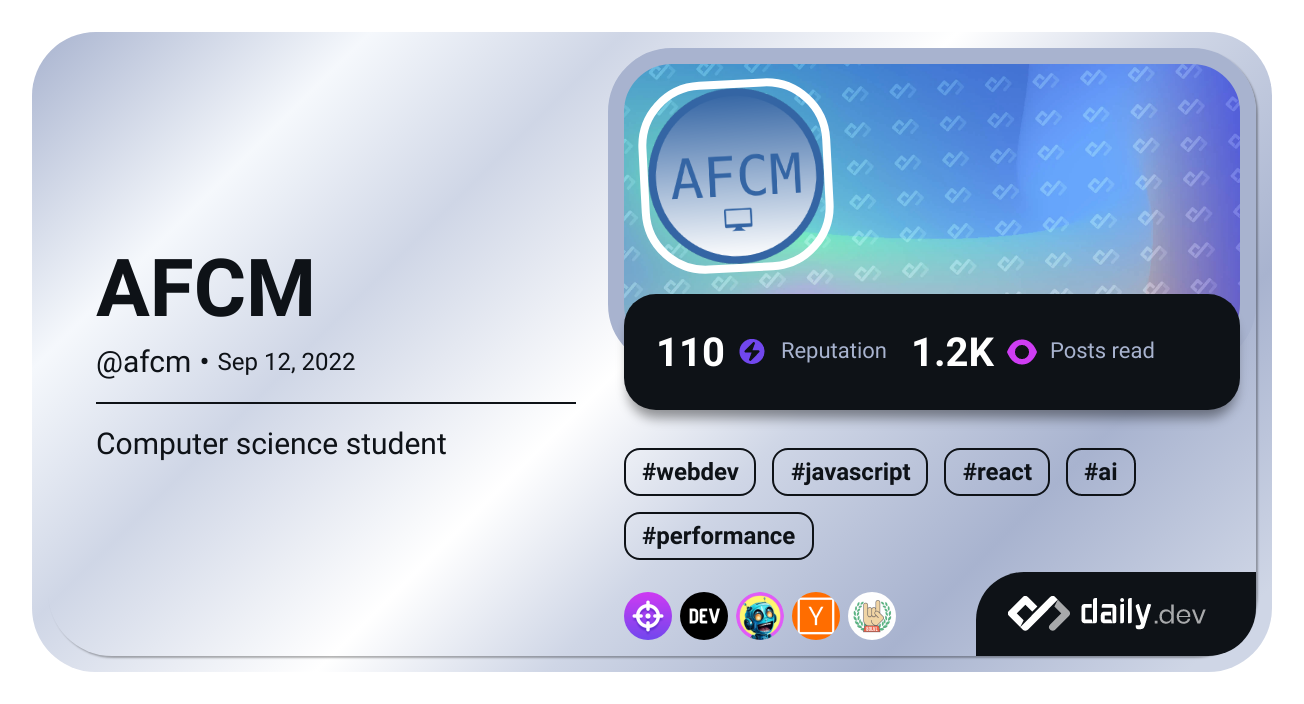 AFCM
@afcm • Sep 12, 2022
Computer science student
AFCM
110 Reputation 1.2K Posts read
#webdev #javascript #react #ai
#performance
DEV Y
daily.dev